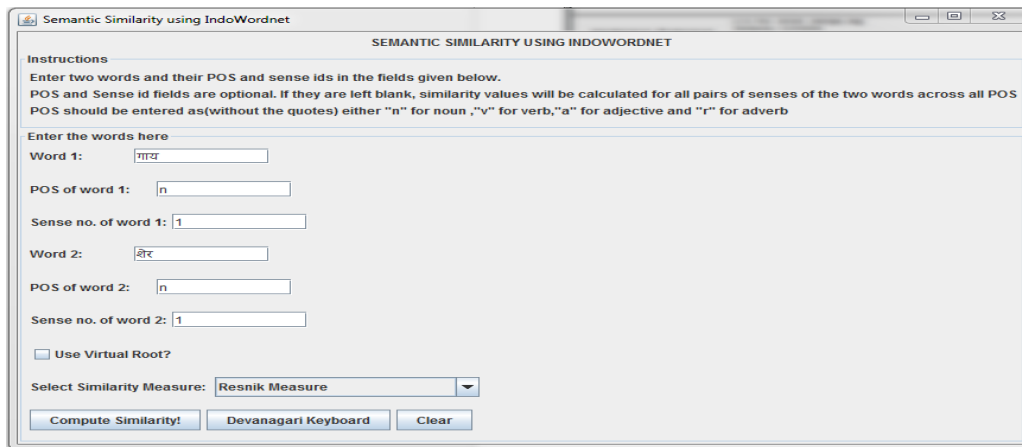 Semantic Similarity using IndoWordnet
SEMANTIC SIMILARITY USING INDOWORDNET
Instructions
Enter two words and their POS and sense ids in the fields given below.
POS and Sense id fields are optional. If they are left blank, similarity values will be calculated for all pairs of senses of the two words across all POS
POS should be entered as(without the quotes) either "n" for noun ,"v" for verb,"a" for adjective and "r" for adverb
Enter the words here
Word 1: गाय
POS of word 1: n
Sense no. of word 1: 1
Word 2: शेर
POS of word 2: n
Sense no. of word 2: 1
Use Virtual Root?
Select Similarity Measure: Resnik Measure
Compute Similarity! Devanagari Keyboard Clear